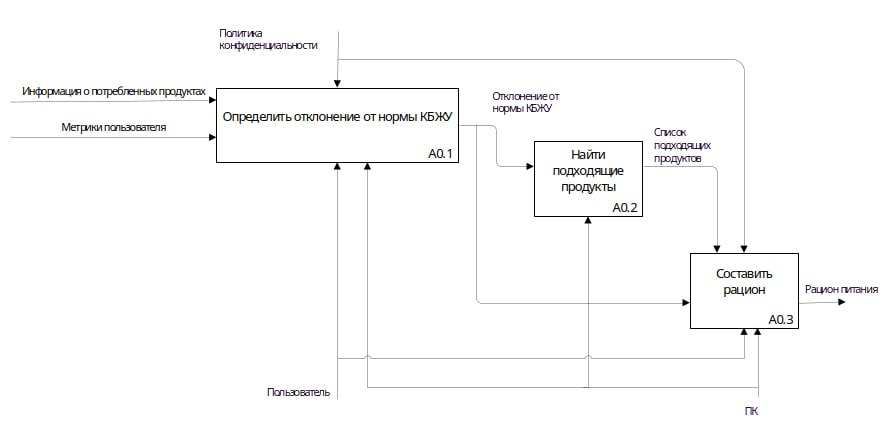 Политика
конфиденциальности
Информация о потребленных продуктах
Метрики пользователя
Определить отклонение от нормы КБЖУ
A0.1
Отклонение от
нормы КБЖУ
Найти
подходящие
продукты
A0.2
Список
подходящих
продуктов
Составить
рацион
A0.3
Рацион питания
Пользователь
ПК